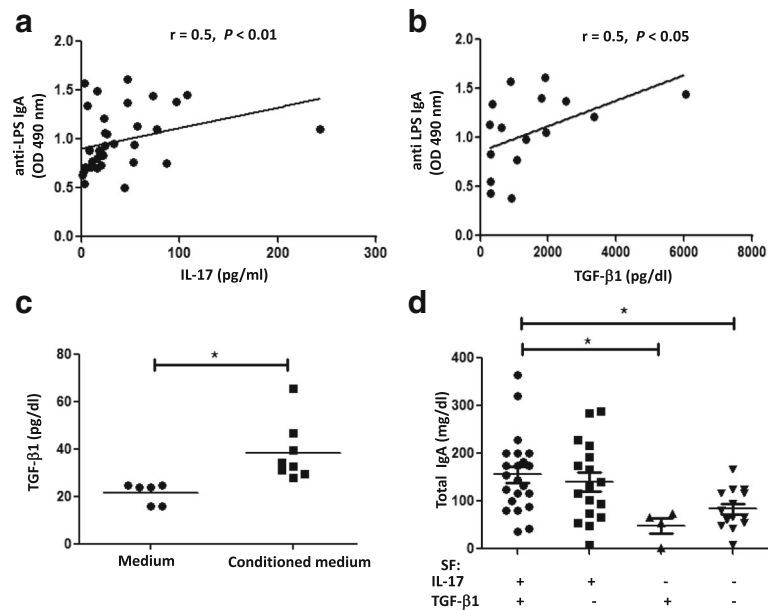 a
r = 0.5, P < 0.01
anti-LPS IgA
(OD 490 nm)
2.0
1.5
1.0
0.5
0.0
0
100
200
300
IL-17 (pg/ml)
b
r = 0.5, P < 0.05
anti LPS IgA
(OD 490 nm)
2.0
1.5
1.0
0.5
0.0
0
2000
4000
6000
8000
TGF-β1 (pg/dl)
c
*
TGF-β1 (pg/dl)
80
60
40
20
0
Medium
Conditioned medium
d
*
*
Total IgA (mg/dl)
400
300
200
100
0
SF:
IL-17 + + - -
TGF-β1 + - + -